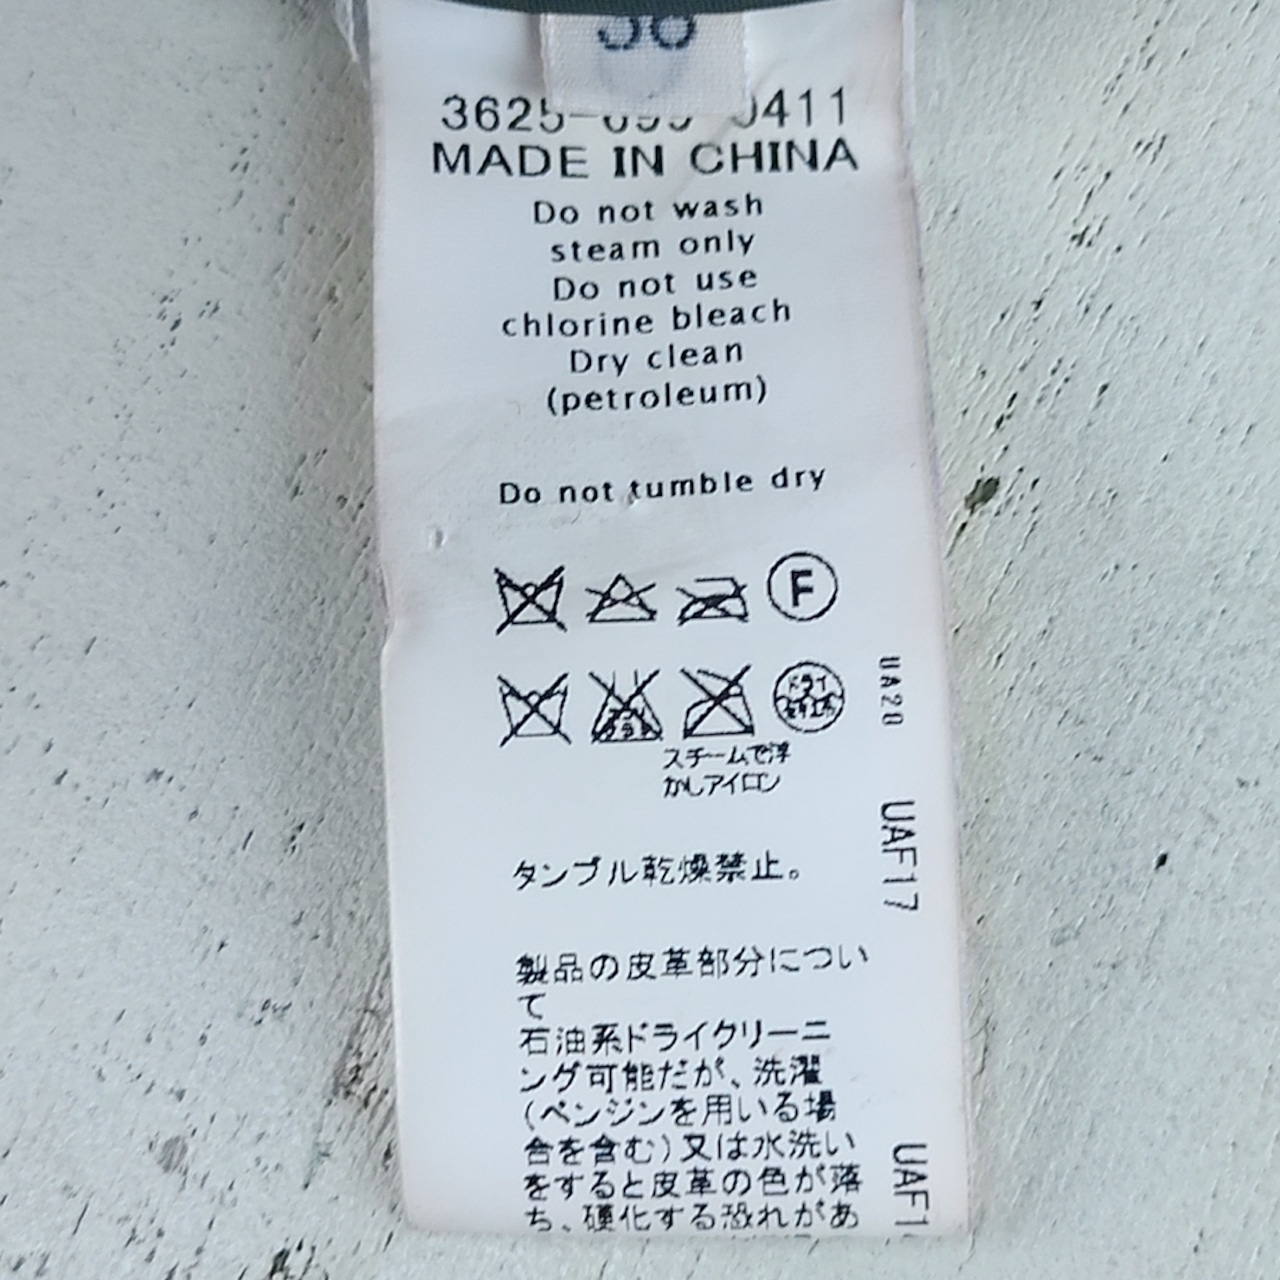 MADE IN CHINA
Do not wash
steam only
Do not use
chlorine bleach
Dry clean
(petroleum)
Do not tumble dry
F
ドライ
UA20
スチームで浮
かしアイロン
UAF17
タンブル乾燥禁止。
製品の皮革部分につい
て
石油系ドライクリーニ
ング可能だが、洗濯
(ベンジンを用いる場
合を含む)又は水洗い
をすると皮革の色が落
ち、硬化する恐れがあ